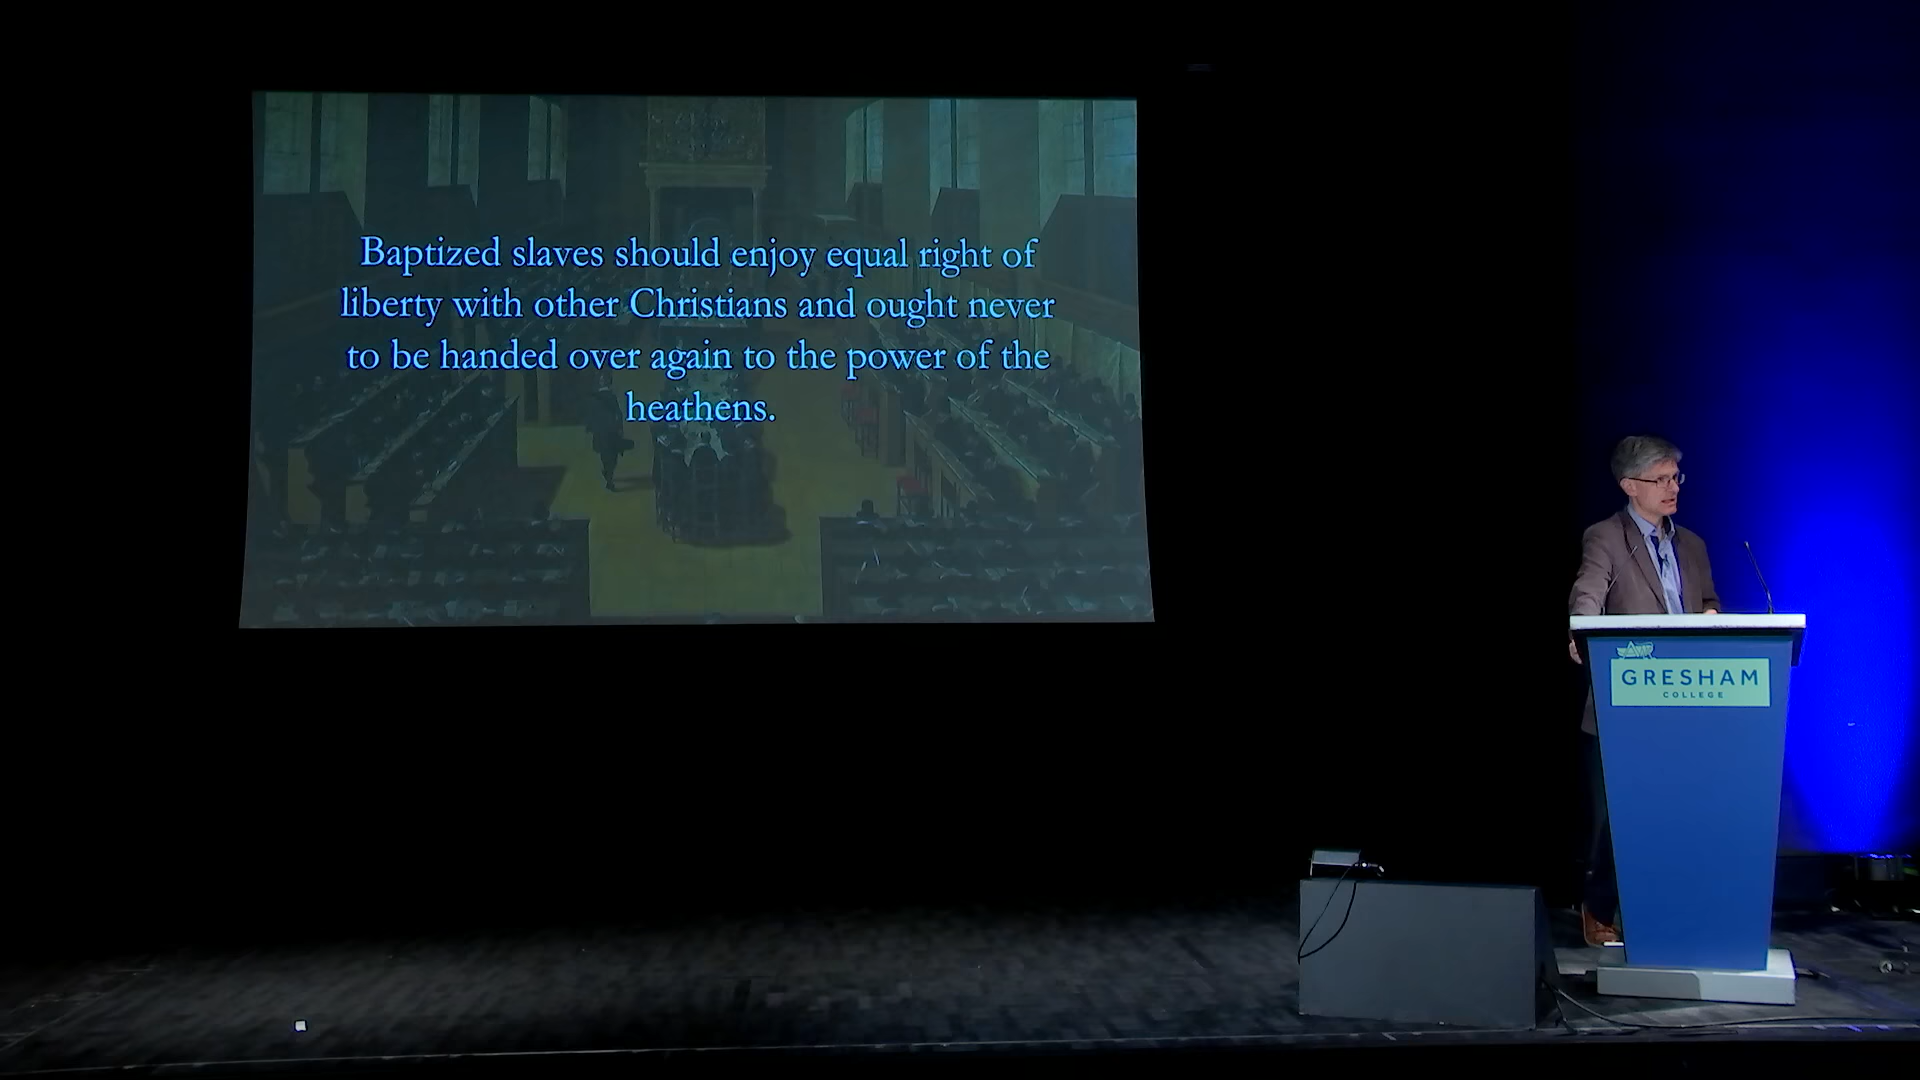 Baptized slaves should enjoy equal right of
liberty with other Christians and ought never
to be handed over again to the power of the
heathens.
GRESHAM
COLLEGE